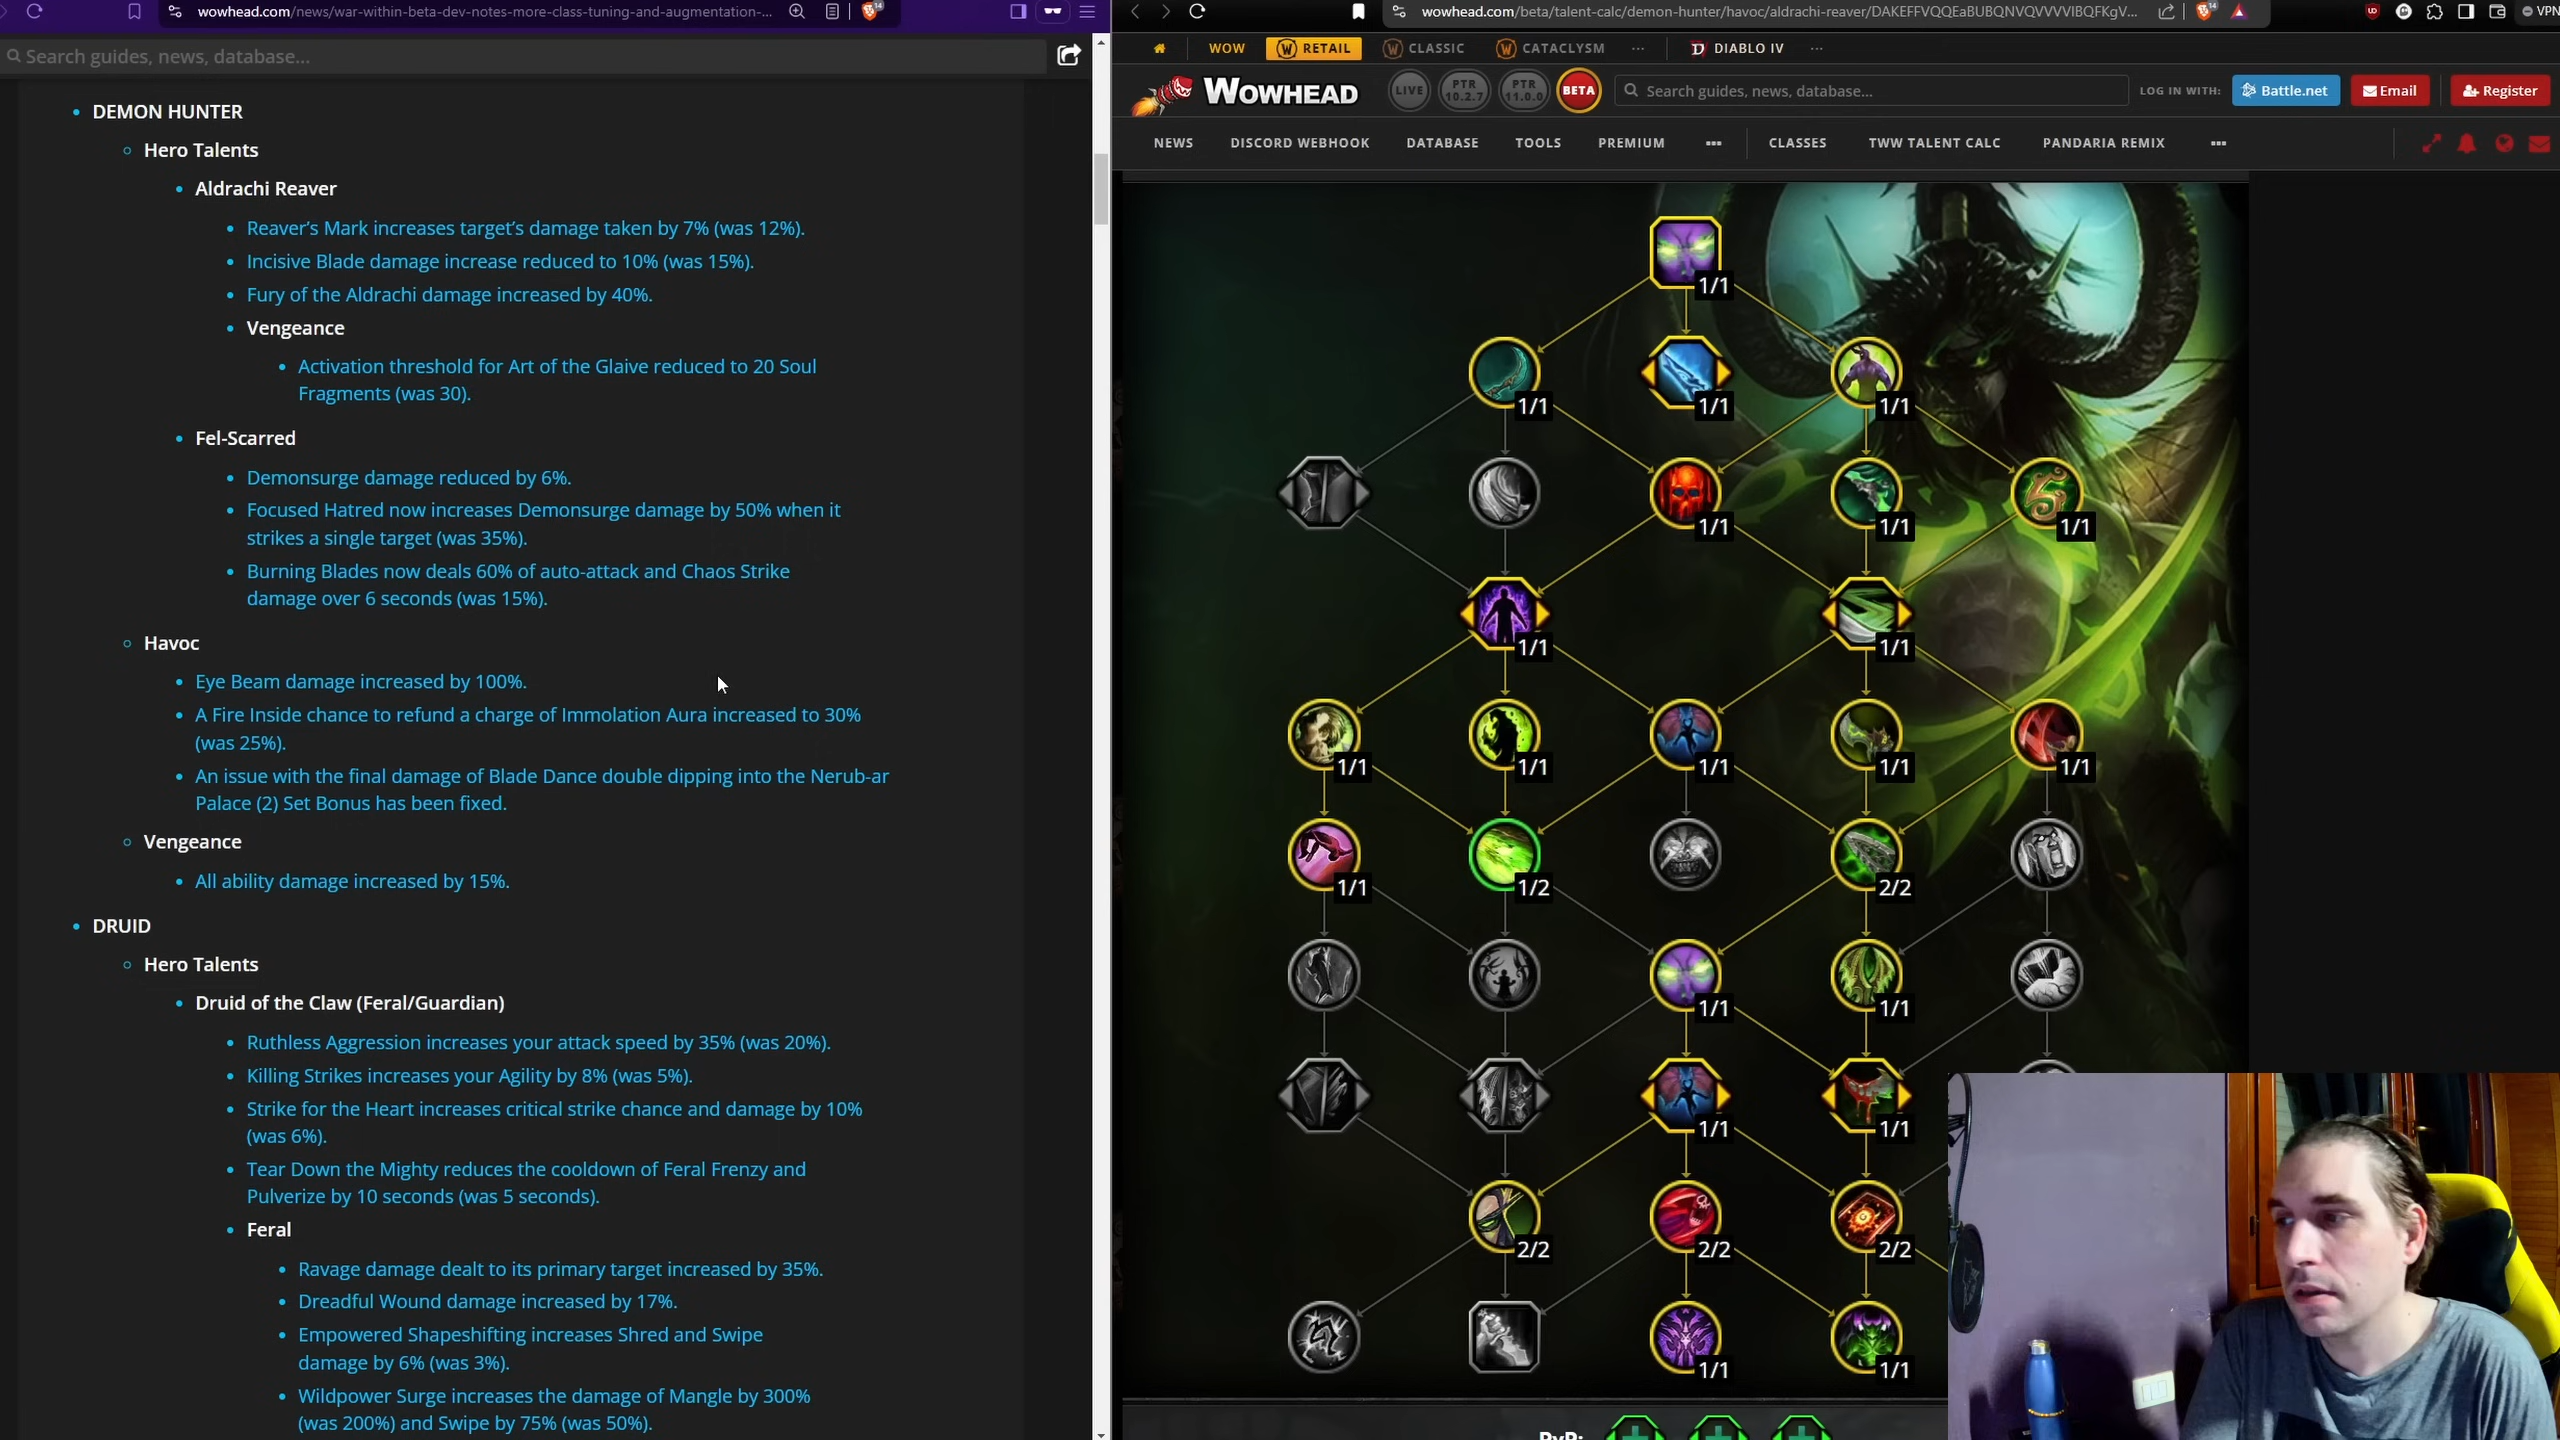 wowhead.com/news/war-within-beta-dev-notes-more-class-tuning-and-augmentation-...
14
wowhead.com/beta/talent-calc/demon-hunter/havoc/aldrachi-reaver/DAKEFFVQQEaBUBQNVQVVVVIBQFKgV...
14
VPN
Search guides, news, database...
WOW
RETAIL
CLASSIC
CATACLYSM
...
DIABLO IV
...
WOWHEAD
LIVE
PTR 10.2.7
PTR 11.0.0
BETA
Search guides, news, database...
LOG IN WITH:
Battle.net
Email
Register
NEWS
DISCORD WEBHOOK
DATABASE
TOOLS
PREMIUM
CLASSES
TWW TALENT CALC
PANDARIA REMIX
DEMON HUNTER
Hero Talents
Aldrachi Reaver
Reaver’s Mark increases target’s damage taken by 7% (was 12%).
Incisive Blade damage increase reduced to 10% (was 15%).
Fury of the Aldrachi damage increased by 40%.
Vengeance
Activation threshold for Art of the Glaive reduced to 20 Soul
Fragments (was 30).
Fel-Scarred
Demonsurge damage reduced by 6%.
Focused Hatred now increases Demonsurge damage by 50% when it
strikes a single target (was 35%).
Burning Blades now deals 60% of auto-attack and Chaos Strike
damage over 6 seconds (was 15%).
Havoc
Eye Beam damage increased by 100%.
A Fire Inside chance to refund a charge of Immolation Aura increased to 30%
(was 25%).
An issue with the final damage of Blade Dance double dipping into the Nerub-ar
Palace (2) Set Bonus has been fixed.
Vengeance
All ability damage increased by 15%.
DRUID
Hero Talents
Druid of the Claw (Feral/Guardian)
Ruthless Aggression increases your attack speed by 35% (was 20%).
Killing Strikes increases your Agility by 8% (was 5%).
Strike for the Heart increases critical strike chance and damage by 10%
(was 6%).
Tear Down the Mighty reduces the cooldown of Feral Frenzy and
Pulverize by 10 seconds (was 5 seconds).
Feral
Ravage damage dealt to its primary target increased by 35%.
Dreadful Wound damage increased by 17%.
Empowered Shapeshifting increases Shred and Swipe
damage by 6% (was 3%).
Wildpower Surge increases the damage of Mangle by 300%
(was 200%) and Swipe by 75% (was 50%).
1/1
1/1 1/1 1/1
1/1 1/1 1/1
1/1 1/1
1/1 1/1 1/1 1/1 1/1
1/1 1/2 2/2
1/1 1/1
1/1 1/1
2/2 2/2 2/2
1/1 1/1
PvP: